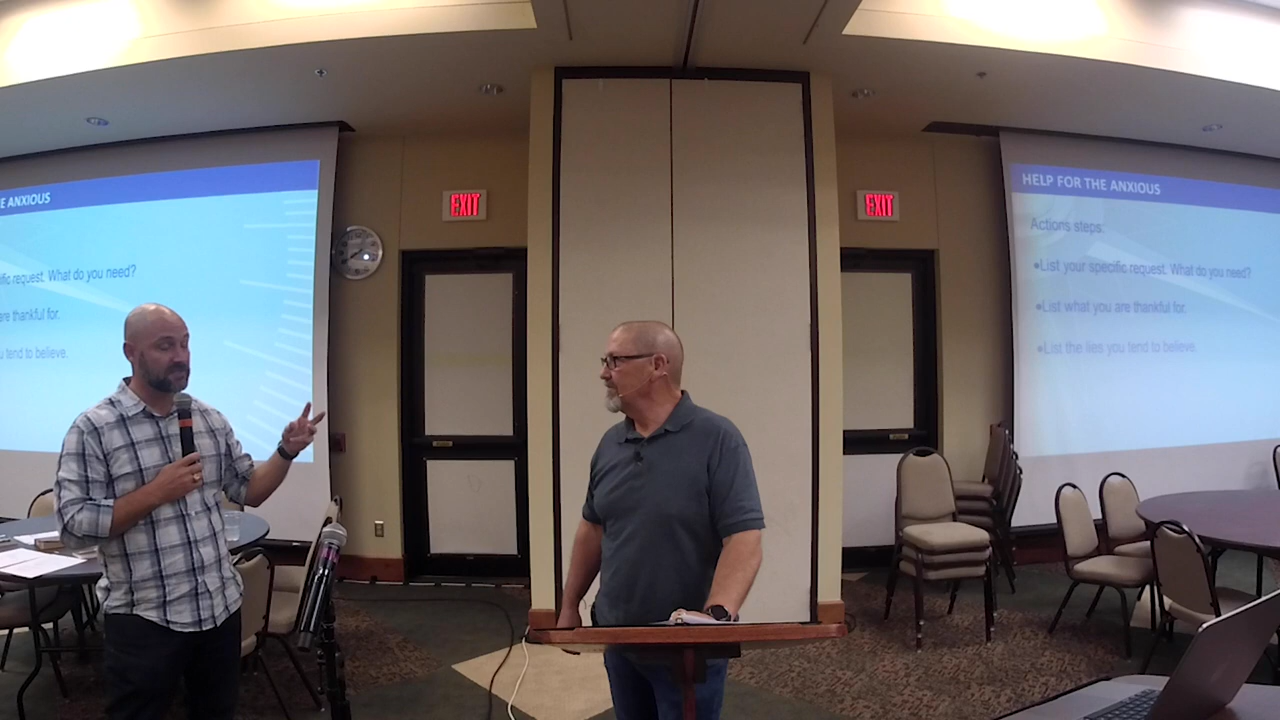 E ANXIOUS
ific request. What do you need?
are thankful for.
u tend to believe.
EXIT
EXIT
HELP FOR THE ANXIOUS
Actions steps:
•List your specific request. What do you need?
•List what you are thankful for.
•List the lies you tend to believe.